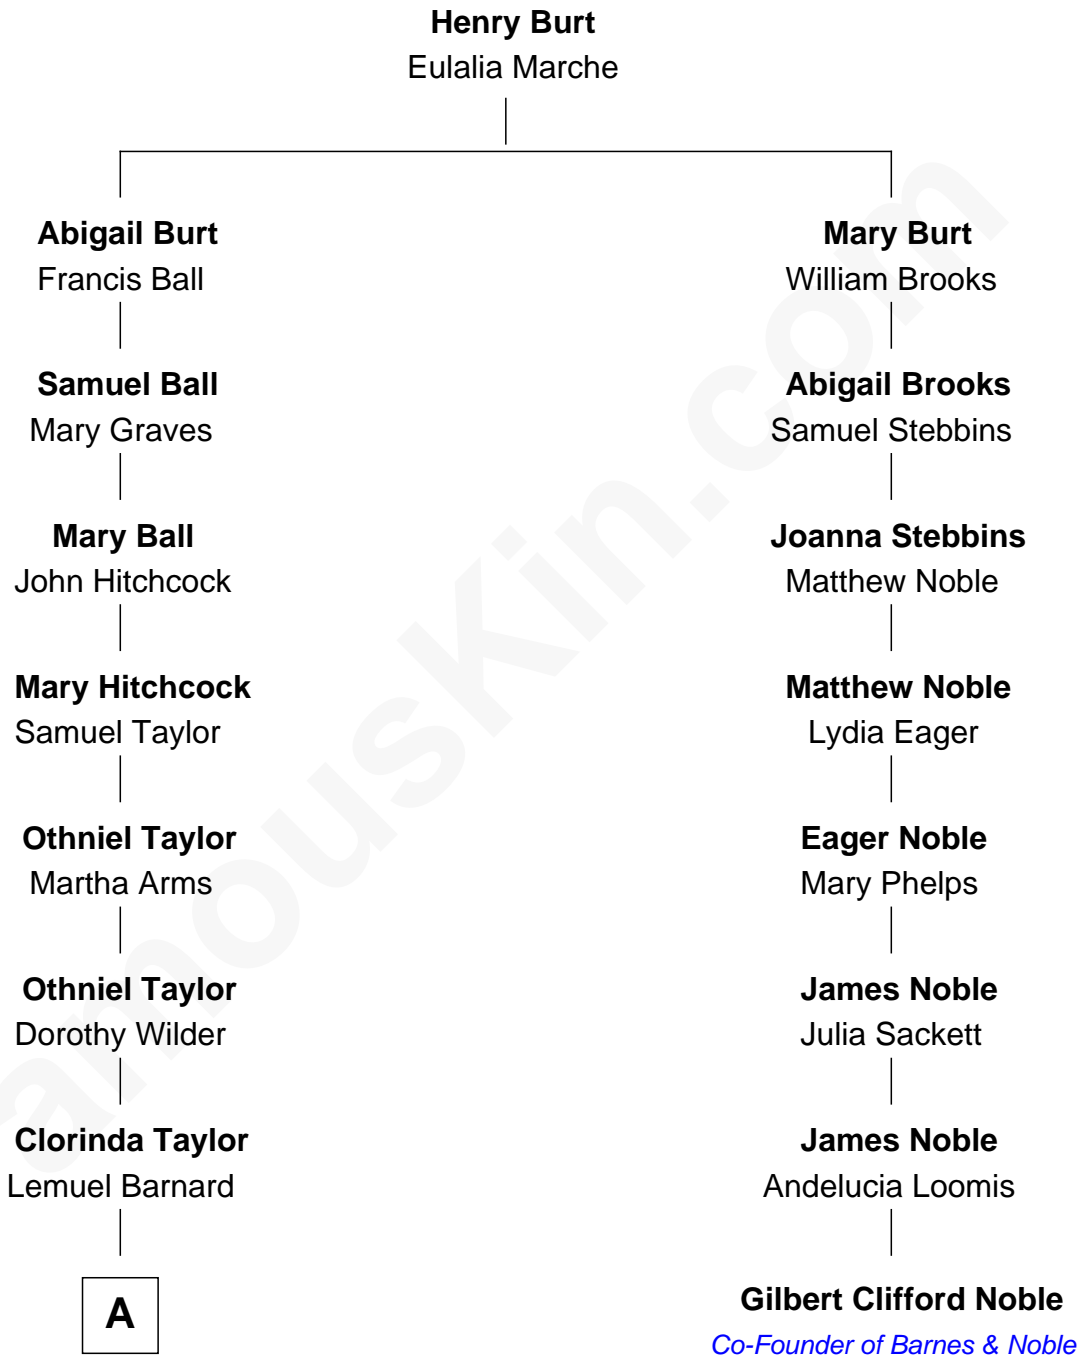 Henry Burt
Eulalia Marche
Abigail Burt
Francis Ball
Mary Burt
William Brooks
Samuel Ball
Mary Graves
Abigail Brooks
Samuel Stebbins
Mary Ball
John Hitchcock
Joanna Stebbins
Matthew Noble
Mary Hitchcock
Samuel Taylor
Matthew Noble
Lydia Eager
Othniel Taylor
Martha Arms
Eager Noble
Mary Phelps
Othniel Taylor
Dorothy Wilder
James Noble
Julia Sackett
Clorinda Taylor
Lemuel Barnard
James Noble
Andelucia Loomis
A
Gilbert Clifford Noble
Co-Founder of Barnes & Noble
amousKin.com